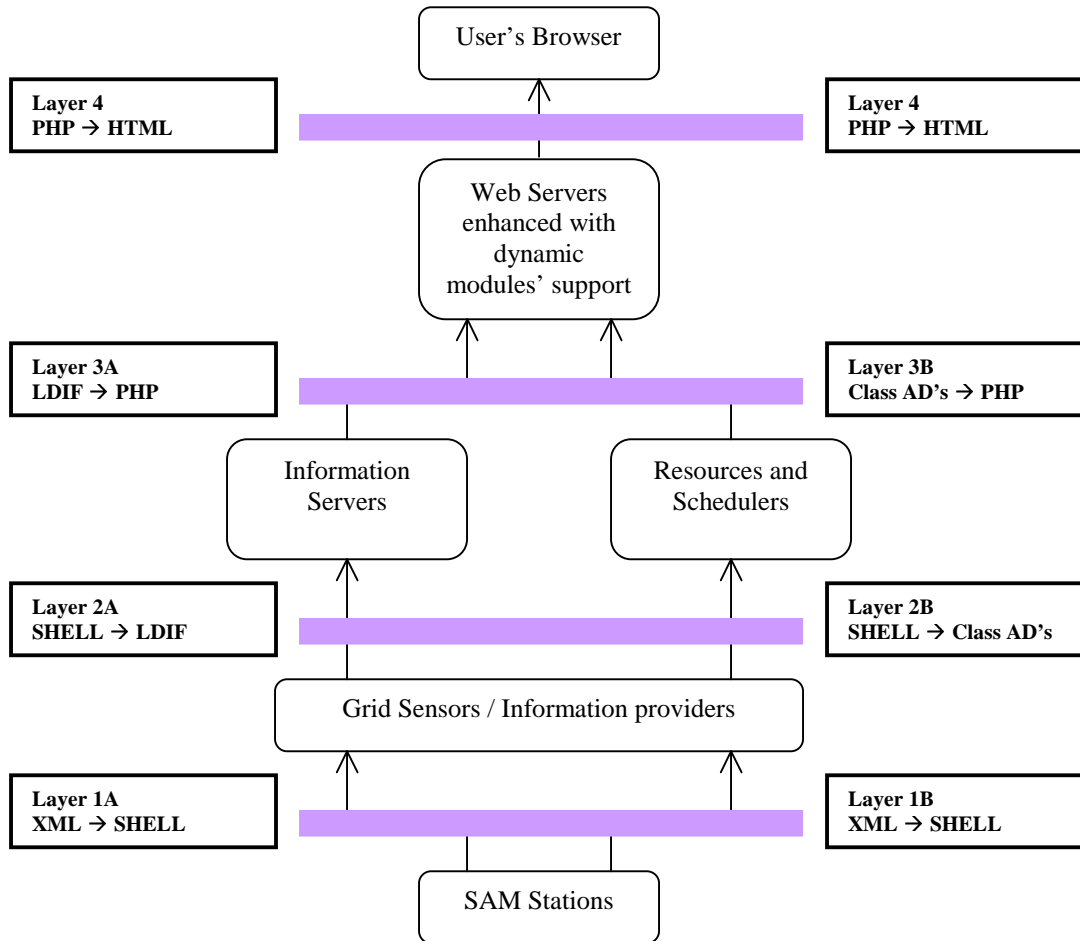 User's Browser
Layer 4
PHP → HTML
Layer 4
PHP → HTML
Web Servers
enhanced with
dynamic
modules' support
Layer 3A
LDIF → PHP
Layer 3B
Class AD's → PHP
Information
Servers
Resources and
Schedulers
Layer 2A
SHELL → LDIF
Layer 2B
SHELL → Class AD's
Grid Sensors / Information providers
Layer 1A
XML → SHELL
Layer 1B
XML → SHELL
SAM Stations